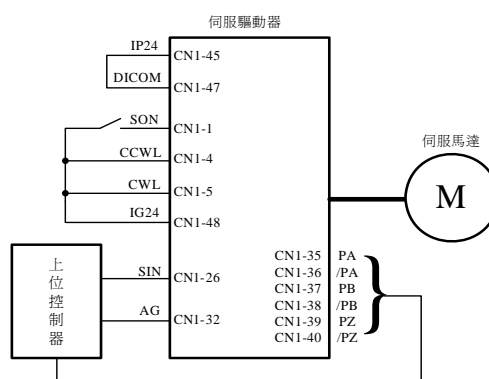 伺服驅動器
IP24 CN1-45
DICOM CN1-47
SON CN1-1
CCWL CN1-4
CWL CN1-5
IG24 CN1-48
伺服馬達
M
上位控制器
SIN CN1-26
AG CN1-32
CN1-35 PA
CN1-36 /PA
CN1-37 PB
CN1-38 /PB
CN1-39 PZ
CN1-40 /PZ